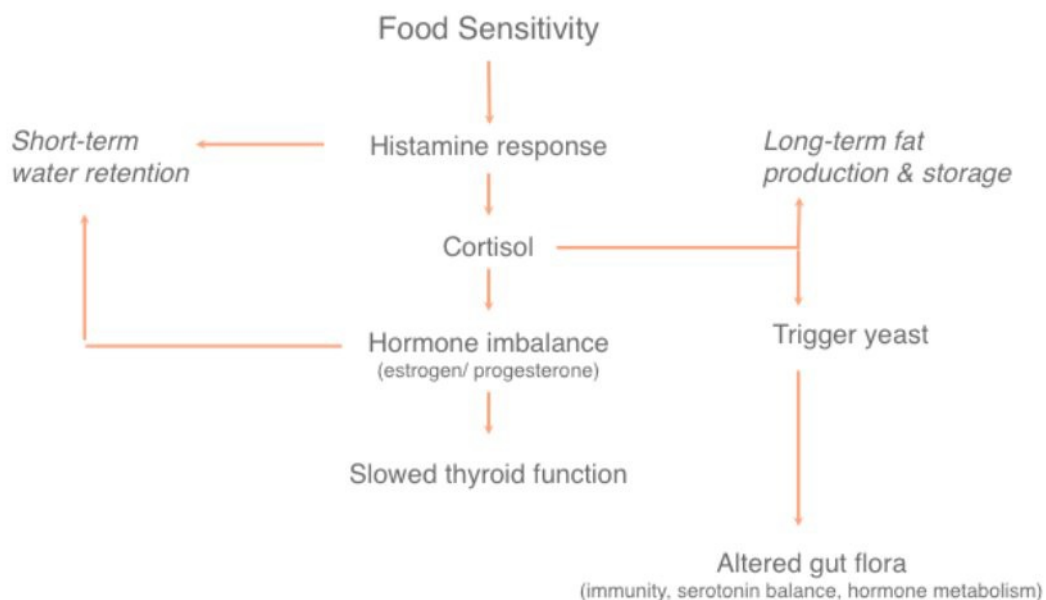 Food Sensitivity
Short-term
water retention
Histamine response
Long-term fat
production & storage
Cortisol
Hormone imbalance
(estrogen/ progesterone)
Trigger yeast
Slowed thyroid function
Altered gut flora
(immunity, serotonin balance, hormone metabolism)